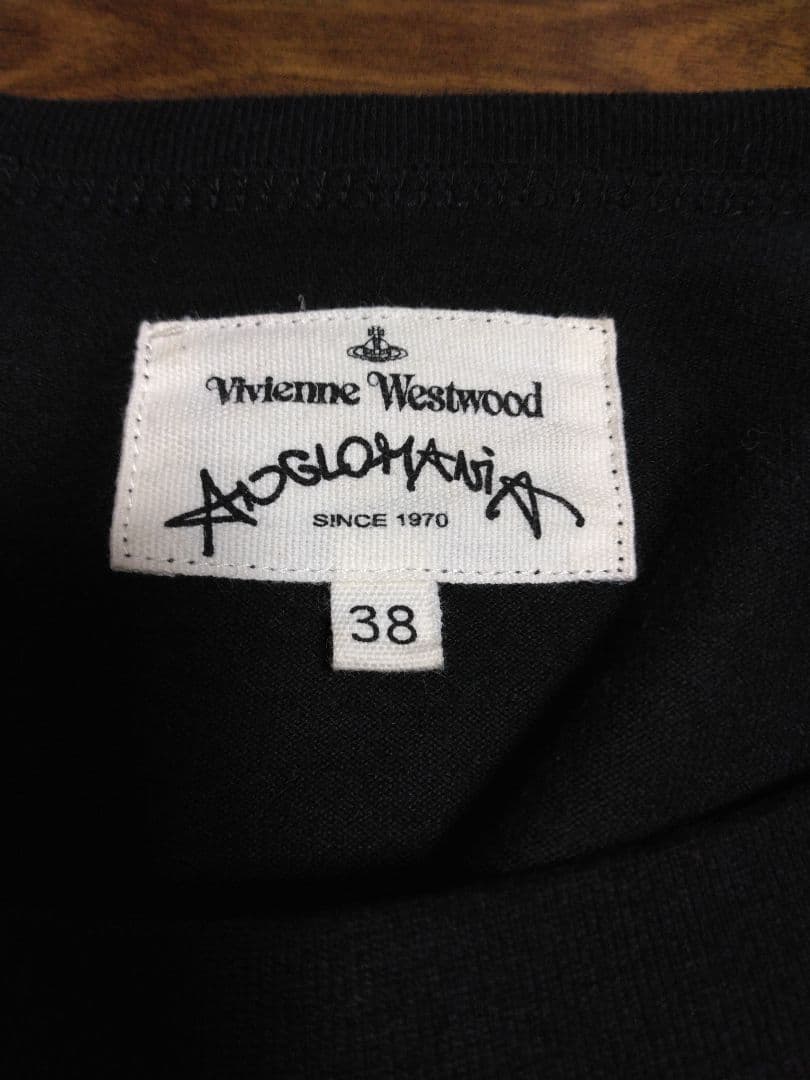 Vivienne Westwood
ANGLOMANiA
SINCE 1970
38